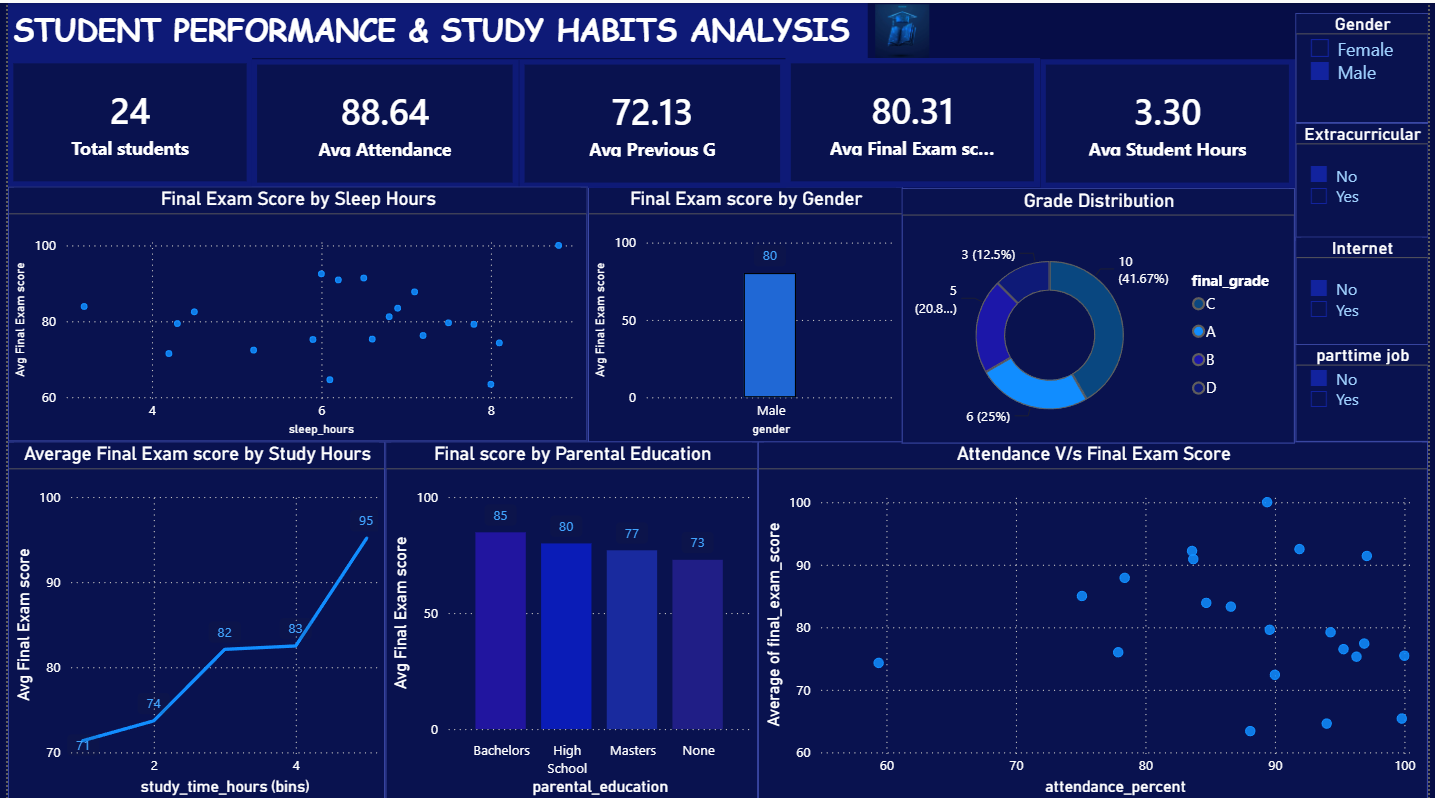 STUDENT PERFORMANCE & STUDY HABITS ANALYSIS
24
Total students
88.64
Avg Attendance
72.13
Avg Previous G
80.31
Avg Final Exam sc...
3.30
Avg Student Hours
Gender
Female
Male
Extracurricular
No
Yes
Internet
No
Yes
parttime job
No
Yes
Final Exam Score by Sleep Hours
Avg Final Exam score
100
80
60
4
6
8
sleep_hours
Final Exam score by Gender
Avg Final Exam score
100
50
0
80
Male
gender
Grade Distribution
3 (12.5%)
10
(41.67%)
5
(20.8...)
6 (25%)
final_grade
C
A
B
D
Average Final Exam score by Study Hours
Avg Final Exam score
100
90
80
70
71
74
82
83
95
2
4
study_time_hours (bins)
Final score by Parental Education
Avg Final Exam score
100
50
0
85
80
77
73
Bachelors
High
School
Masters
None
parental_education
Attendance V/s Final Exam Score
Average of final_exam_score
100
90
80
70
60
60
70
80
90
100
attendance_percent